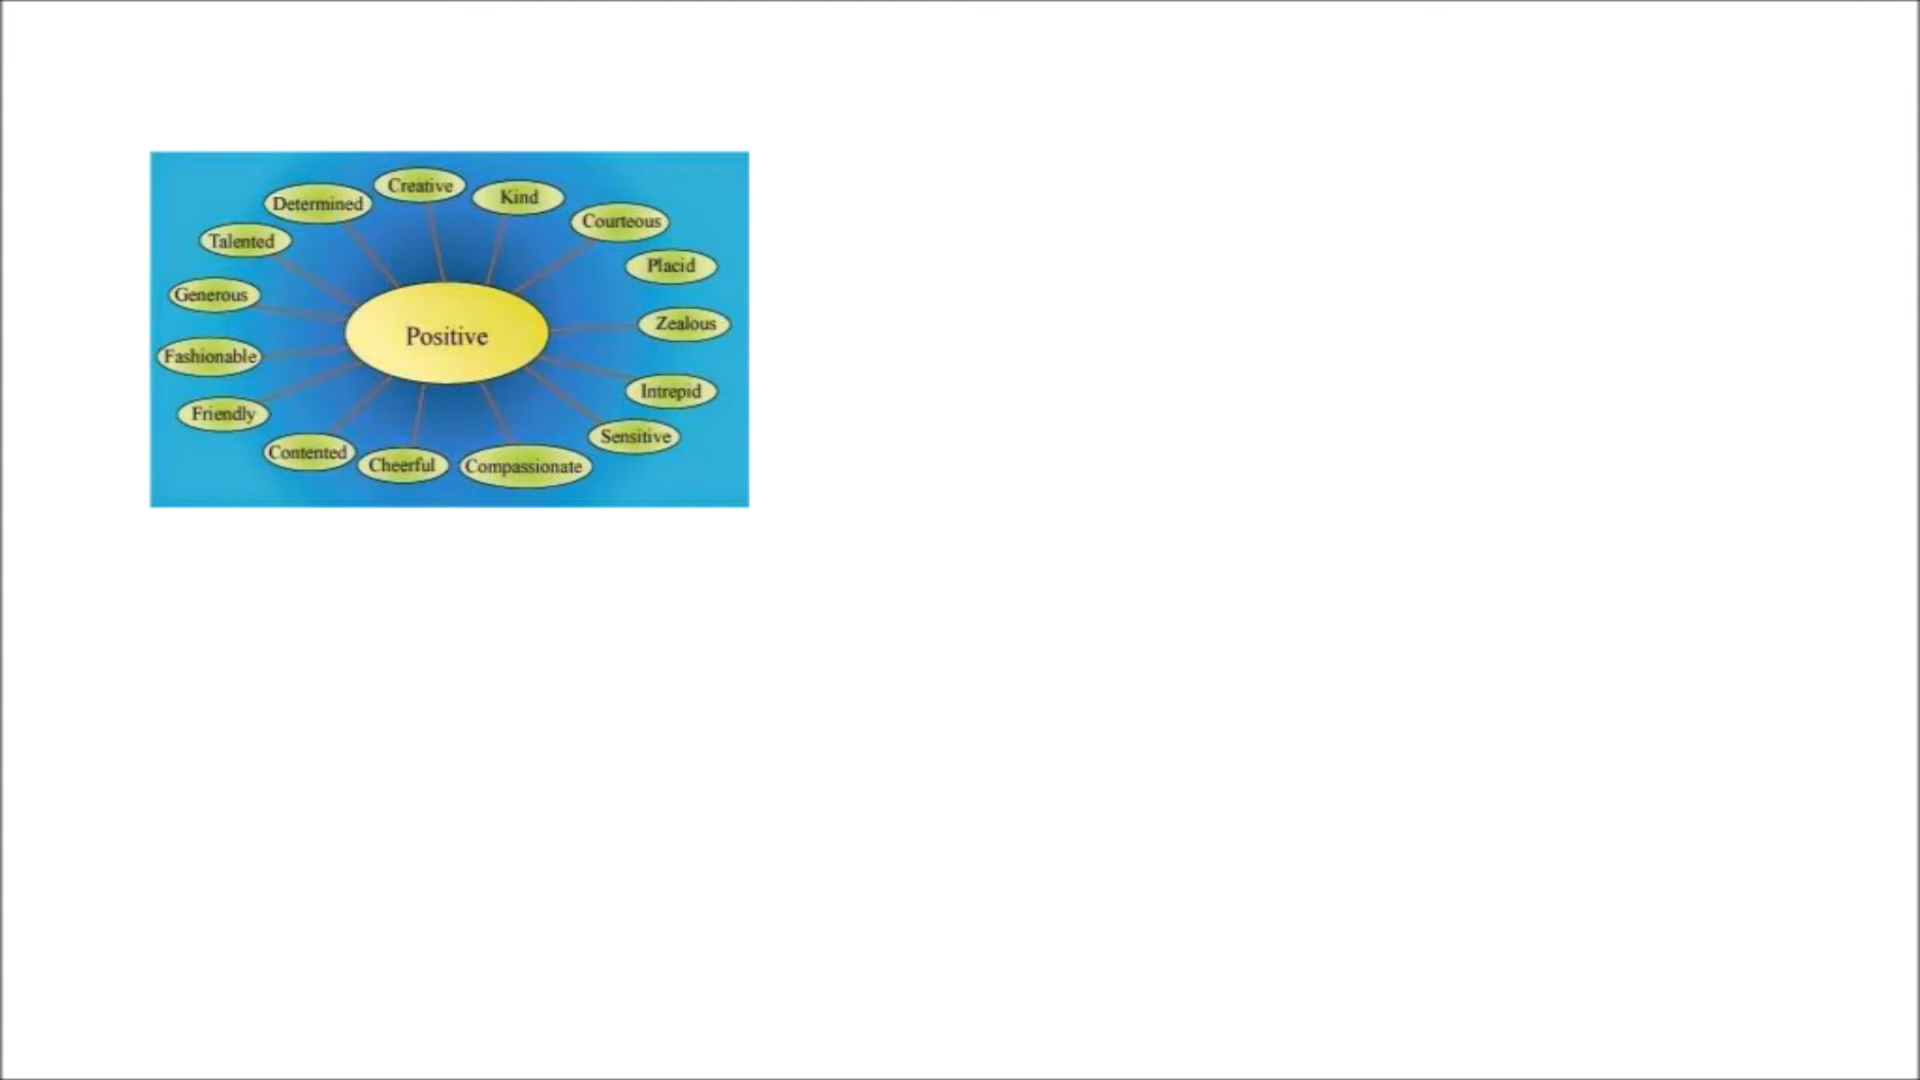 Creative
Kind
Determined
Courteous
Talented
Placid
Generous
Zealous
Positive
Fashionable
Intrepid
Friendly
Sensitive
Contented
Cheerful
Compassionate